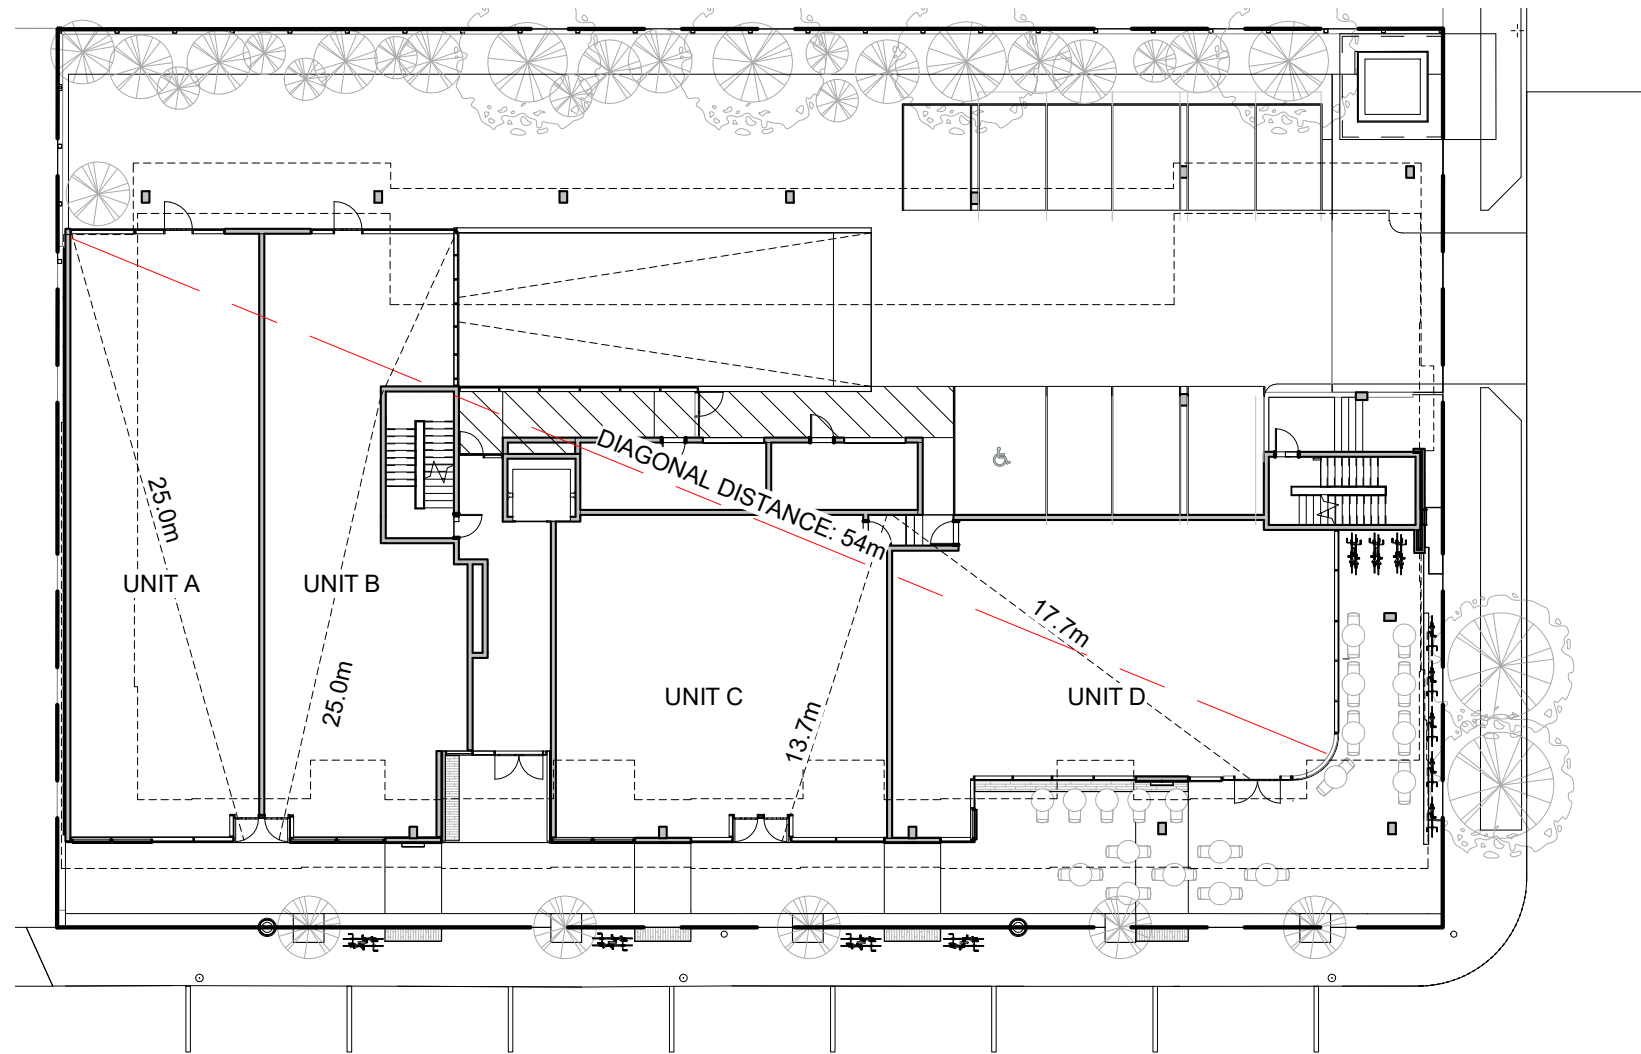 DIAGONAL DISTANCE: 54m
25.0m
UNIT A
UNIT B
25.0m
UNIT C
13.7m
17.7m
UNIT D